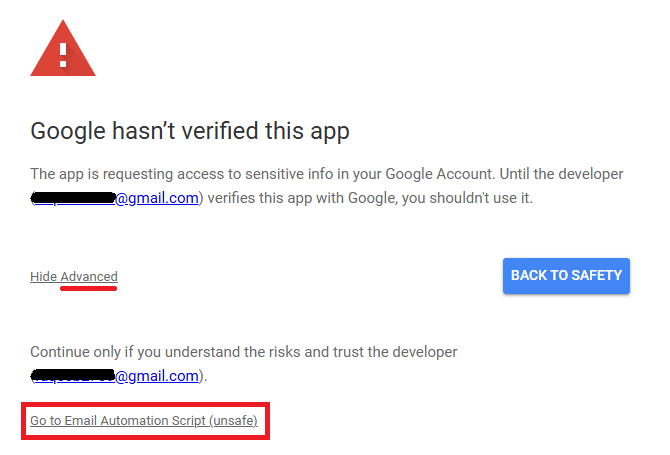 Google hasn’t verified this app
The app is requesting access to sensitive info in your Google Account. Until the developer
(@gmail.com) verifies this app with Google, you shouldn't use it.
Hide Advanced
BACK TO SAFETY
Continue only if you understand the risks and trust the developer
(@gmail.com).
Go to Email Automation Script (unsafe)